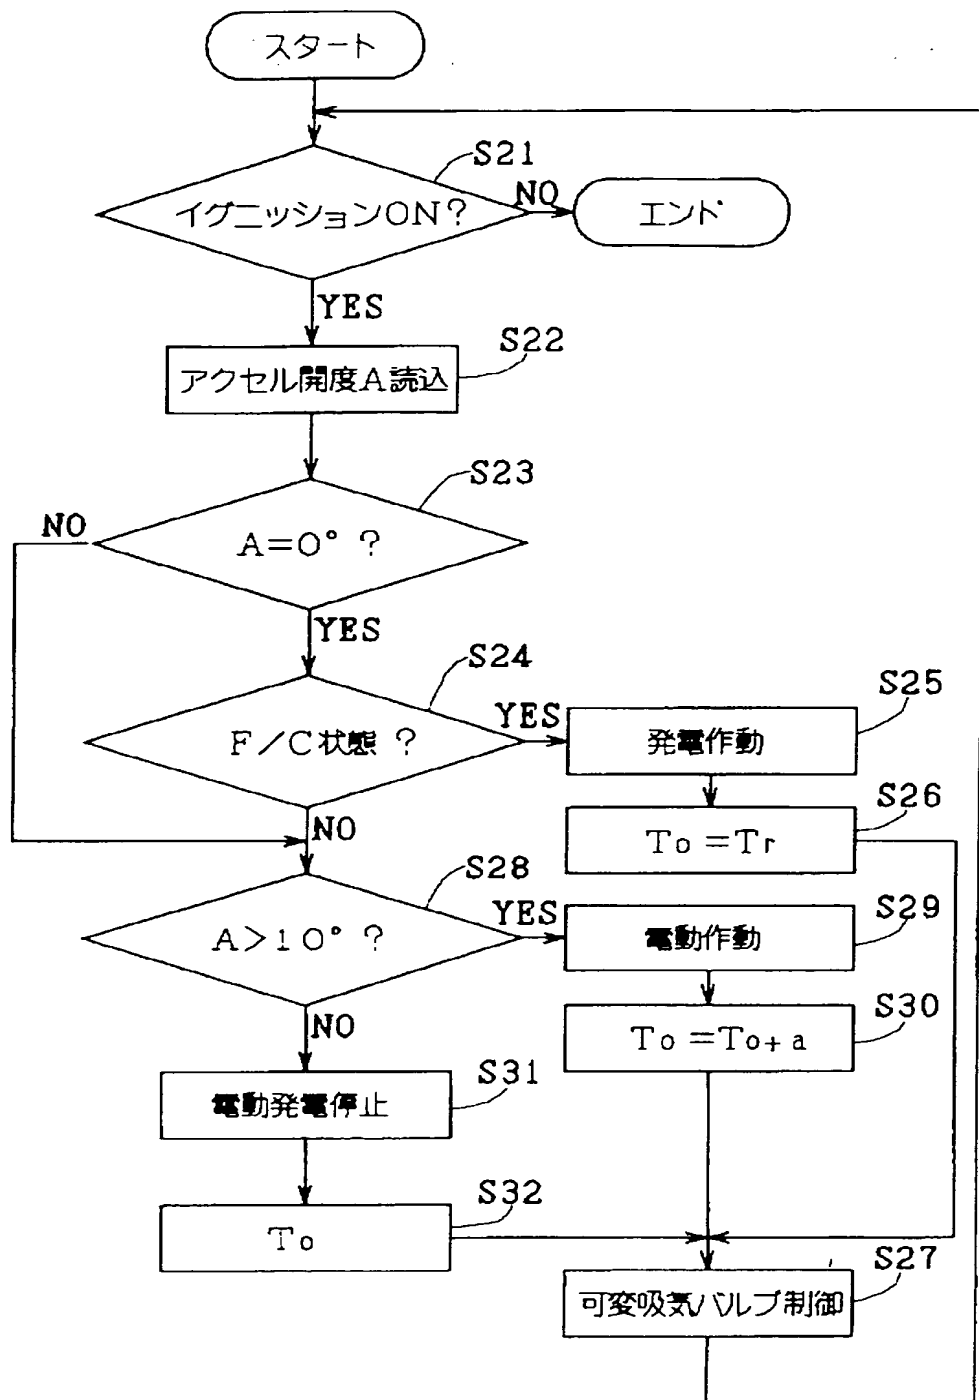 スタート
S21
イグニッションON?
NO
エンド
YES
S22
アクセル開度A読込
S23
NO
A=0°?
YES
S24
F/C状態?
YES
S25
発電作動
S26
To=Tr
NO
S28
A>10°?
YES
S29
電動作動
S30
To=To+a
NO
S31
電動発電停止
S32
To
S27
可変吸気バルブ制御